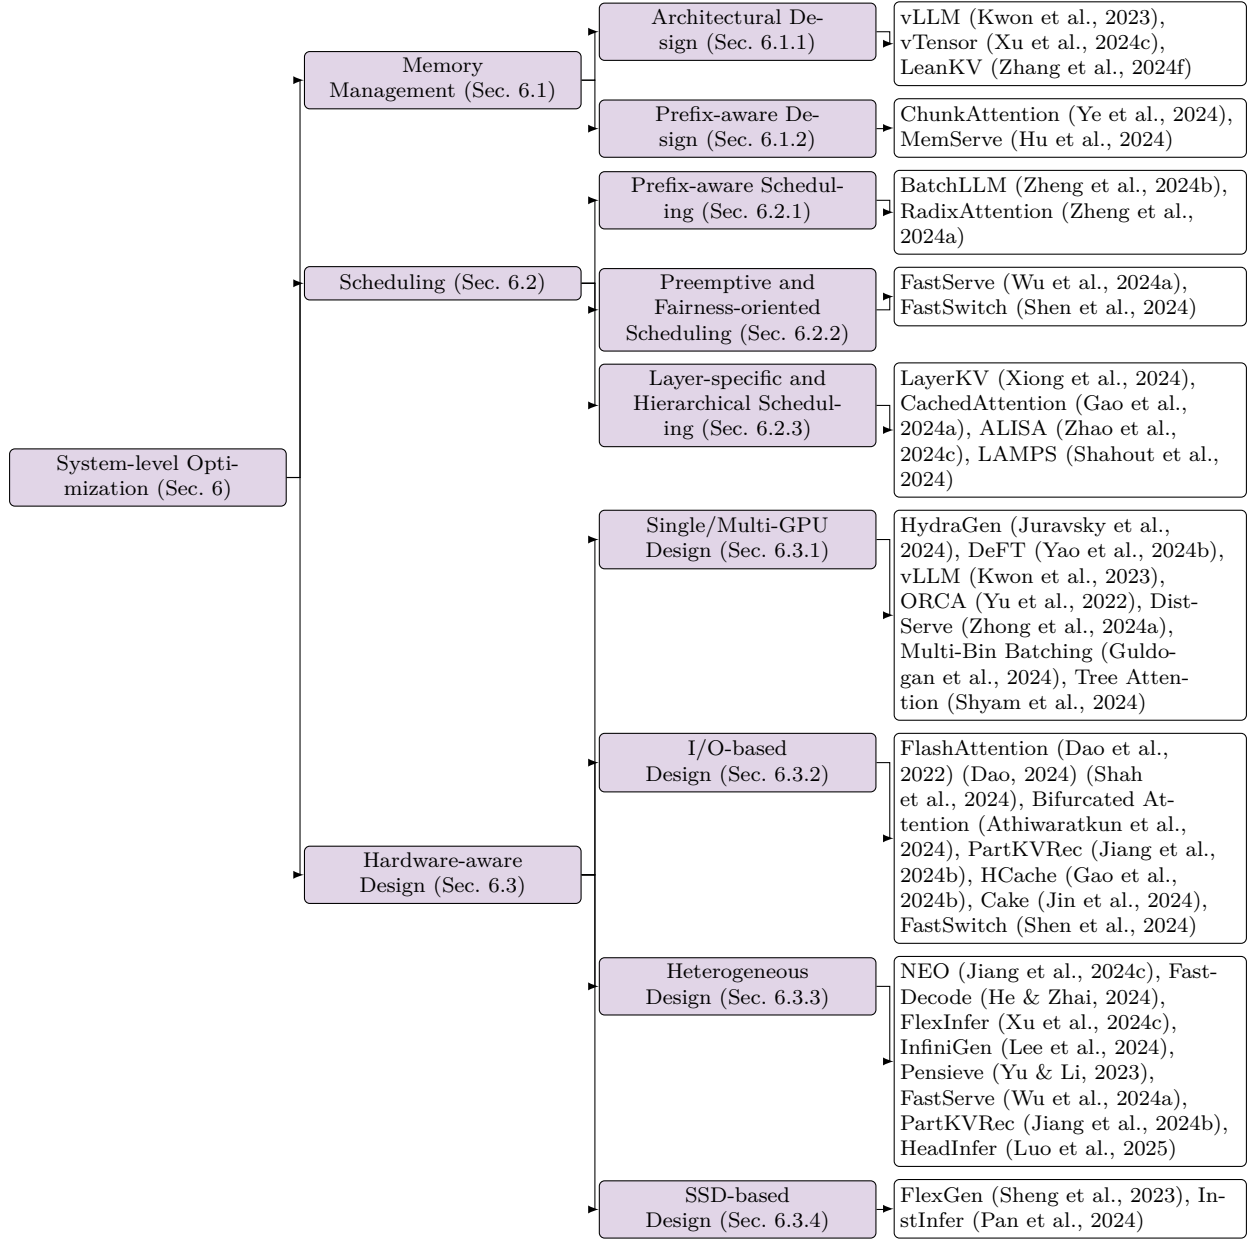 System-level Opti-
mization (Sec. 6)
Memory
Management (Sec. 6.1)
Architectural De-
sign (Sec. 6.1.1)
vLLM (Kwon et al., 2023),
vTensor (Xu et al., 2024c),
LeanKV (Zhang et al., 2024f)
Prefix-aware De-
sign (Sec. 6.1.2)
ChunkAttention (Ye et al., 2024),
MemServe (Hu et al., 2024)
Scheduling (Sec. 6.2)
Prefix-aware Schedul-
ing (Sec. 6.2.1)
BatchLLM (Zheng et al., 2024b),
RadixAttention (Zheng et al.,
2024a)
Preemptive and
Fairness-oriented
Scheduling (Sec. 6.2.2)
FastServe (Wu et al., 2024a),
FastSwitch (Shen et al., 2024)
Layer-specific and
Hierarchical Schedul-
ing (Sec. 6.2.3)
LayerKV (Xiong et al., 2024),
CachedAttention (Gao et al.,
2024a), ALISA (Zhao et al.,
2024c), LAMPS (Shahout et al.,
2024)
Hardware-aware
Design (Sec. 6.3)
Single/Multi-GPU
Design (Sec. 6.3.1)
HydraGen (Juravsky et al.,
2024), DeFT (Yao et al., 2024b),
vLLM (Kwon et al., 2023),
ORCA (Yu et al., 2022), Dist-
Serve (Zhong et al., 2024a),
Multi-Bin Batching (Guldo-
gan et al., 2024), Tree Atten-
tion (Shyam et al., 2024)
I/O-based
Design (Sec. 6.3.2)
FlashAttention (Dao et al.,
2022) (Dao, 2024) (Shah
et al., 2024), Bifurcated At-
tention (Athiwaratkun et al.,
2024), PartKVRec (Jiang et al.,
2024b), HCache (Gao et al.,
2024b), Cake (Jin et al., 2024),
FastSwitch (Shen et al., 2024)
Heterogeneous
Design (Sec. 6.3.3)
NEO (Jiang et al., 2024c), Fast-
Decode (He & Zhai, 2024),
FlexInfer (Xu et al., 2024c),
InfiniGen (Lee et al., 2024),
Pensieve (Yu & Li, 2023),
FastServe (Wu et al., 2024a),
PartKVRec (Jiang et al., 2024b),
HeadInfer (Luo et al., 2025)
SSD-based
Design (Sec. 6.3.4)
FlexGen (Sheng et al., 2023), In-
stInfer (Pan et al., 2024)